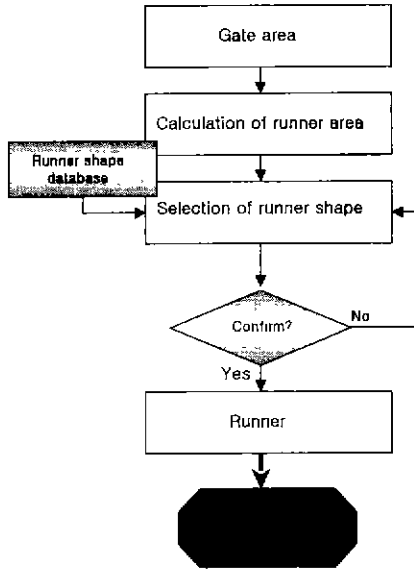 Gate area
Calculation of runner area
Runner shape
database
Selection of runner shape
Confirm?
No
Yes
Runner